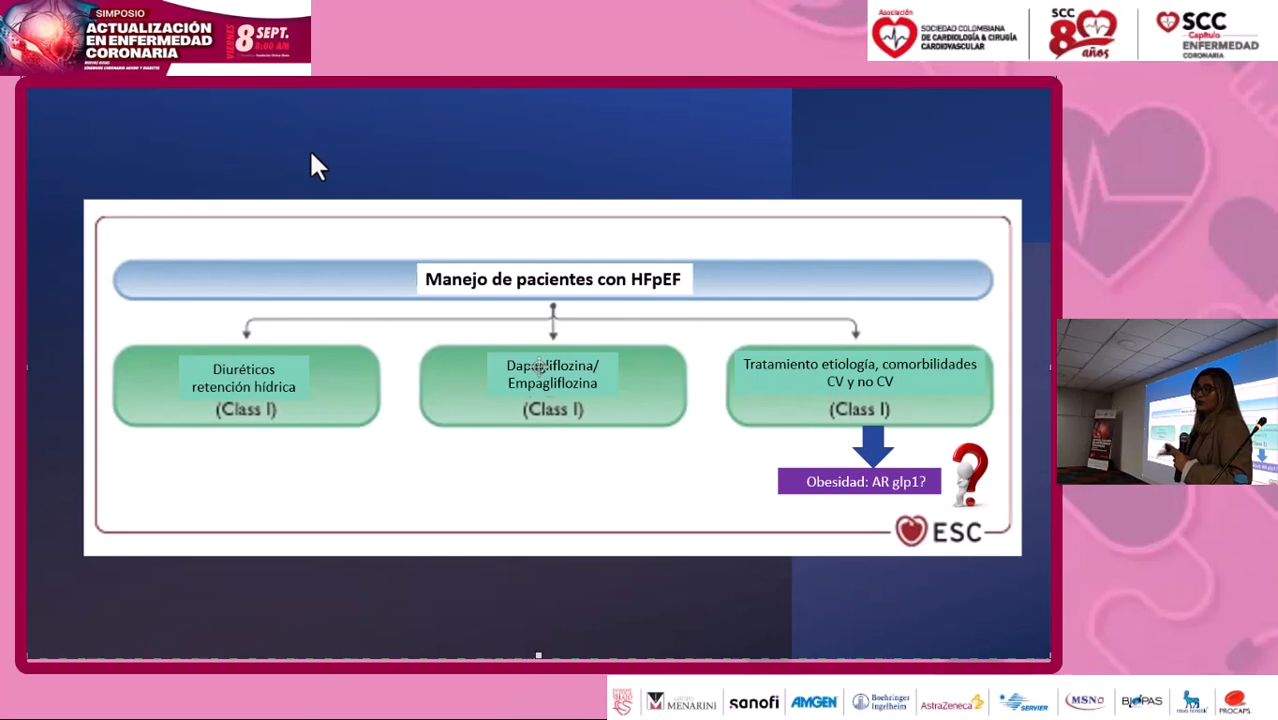 SIMPOSIO
ACTUALIZACIÓN
EN ENFERMEDAD
CORONARIA
VIERNES
8 SEPT.
8:00 AM
Asociación
SOCIEDAD COLOMBIANA
DE CARDIOLOGÍA & CIRUGÍA
CARDIOVASCULAR
SCC
80
años
SCC
Capítulo
ENFERMEDAD
CORONARIA
Manejo de pacientes con HFpEF
Diuréticos
retención hídrica
(Class I)
Dapagliflozina/
Empagliflozina
(Class I)
Tratamiento etiología, comorbilidades
CV y no CV
(Class I)
Obesidad: AR glp1?
ESC
MENARINI
sanofi
AMGEN
Boehringer
Ingelheim
AstraZeneca
SERVIER
MSN
BIOPAS
PROCAPS